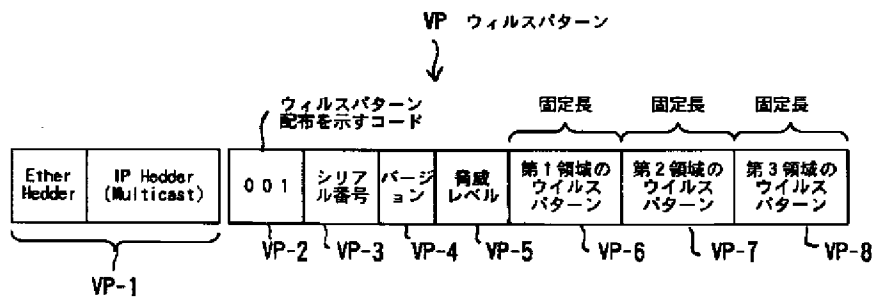 VP ウィルスパターン
ウィルスパターン
配布を示すコード
固定長 固定長 固定長
Ether
Hedder
IP Hedder
(Multicast)
001
シリア
ル番号
バージ
ョン
脅威
レベル
第1領域の
ウイルス
パターン
第2領域の
ウイルス
パターン
第3領域の
ウイルス
パターン
VP-1
VP-2
VP-3
VP-4
VP-5
VP-6
VP-7
VP-8